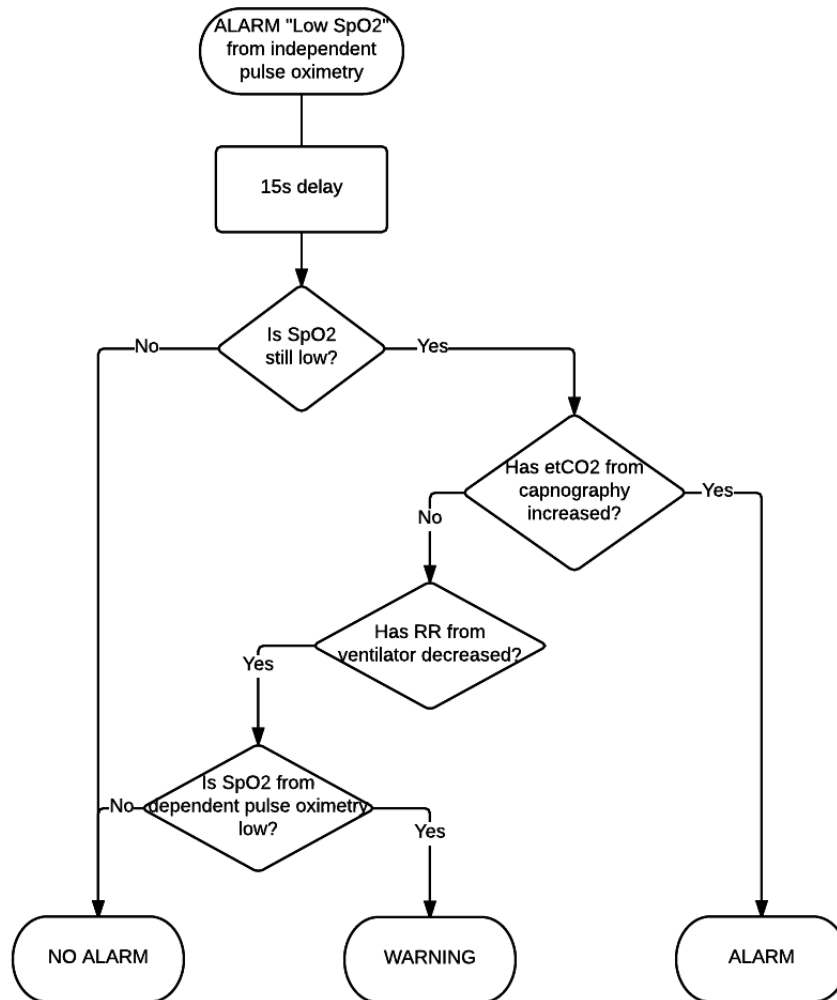 ALARM "Low SpO2"
from independent
pulse oximetry
15s delay
Is SpO2
still low?
No
Yes
Has etCO2 from
capnography
increased?
No
Yes
Has RR from
ventilator decreased?
Yes
Is SpO2 from
dependent pulse oximetry
low?
No
Yes
NO ALARM
WARNING
ALARM